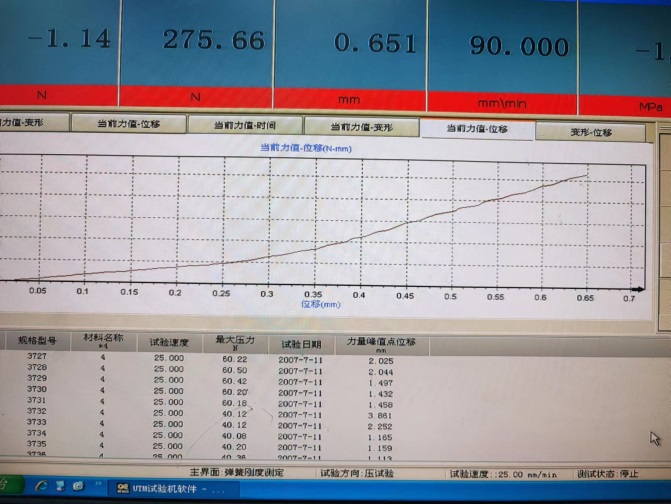 -1.14 275.66 0.651 90.000 -1
N N mm mm\min MPa
力值-变形 当前力值-位移 当前力值-时间 当前力值-变形 当前力值-位移 变形-位移
当前力值-位移(N-mm)
0.05 0.1 0.15 0.2 0.25 0.3 0.35 0.4 0.45 0.5 0.55 0.6 0.65 0.7
位移(mm)
规格型号 材料名称 试验速度 最大压力 试验日期 力量峰值点位移
*4 N mm
3727 4 25.000 60.22 2007-7-11 2.025
3728 4 25.000 60.50 2007-7-11 2.044
3729 4 25.000 60.42 2007-7-11 1.497
3730 4 25.000 60.20 2007-7-11 1.432
3731 4 25.000 60.18 2007-7-11 1.458
3732 4 25.000 40.12 2007-7-11 3.861
3733 4 25.000 40.12 2007-7-11 2.252
3734 4 25.000 40.08 2007-7-11 1.165
3735 4 25.000 40.20 2007-7-11 1.159
3736 4 25.000 40.36 2007-7-11 1.113
主界面: 弹簧刚度测定 试验方向:压试验 试验速度::25.00 mm/min 测试状态:停止
UTM试验机软件 - ...